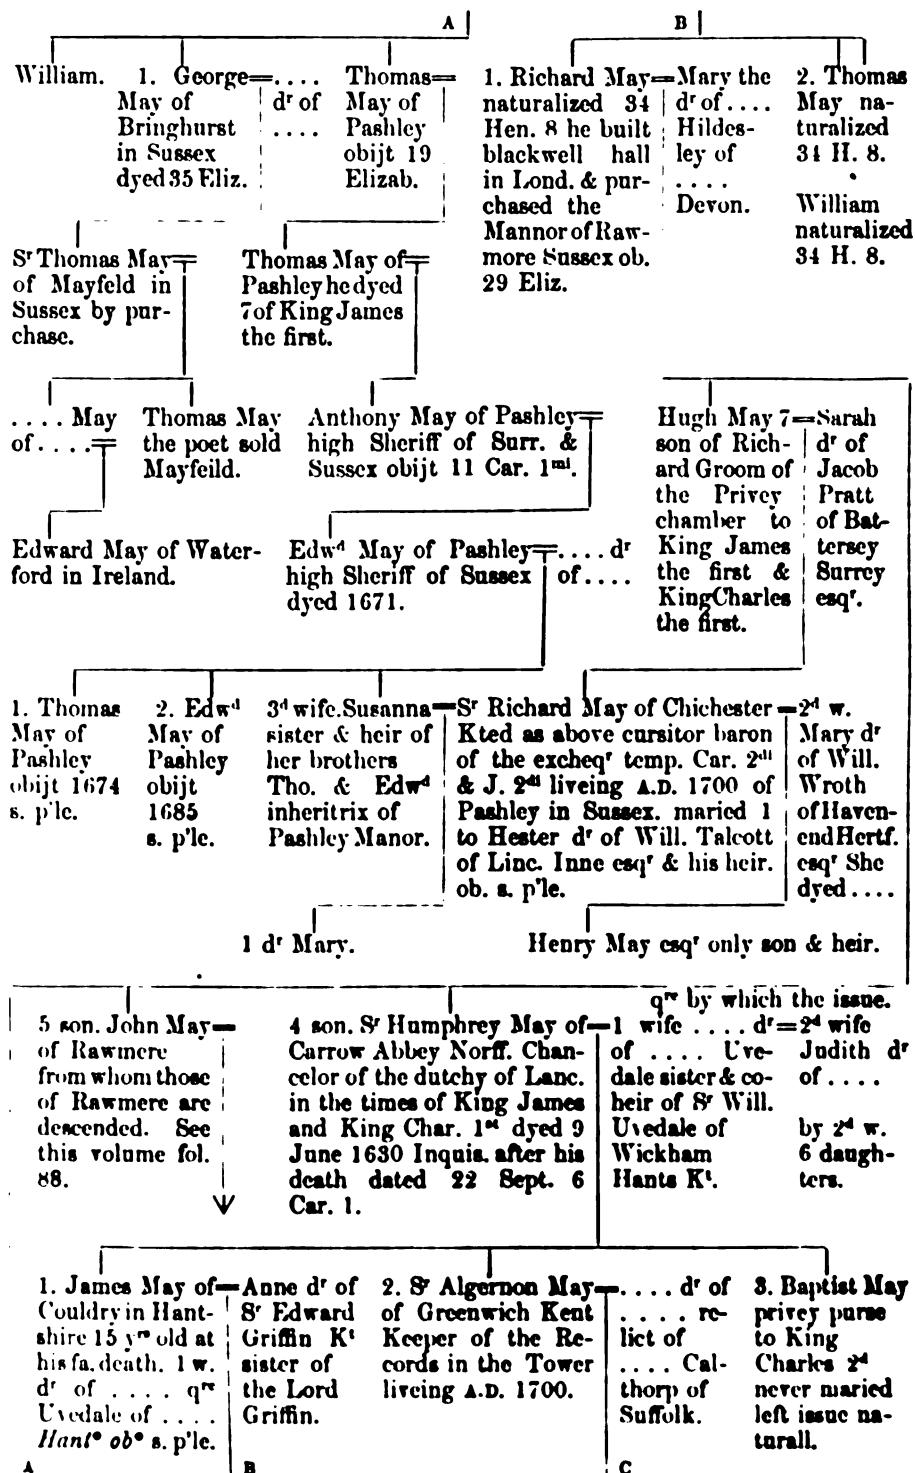 A B
William.
1. George=....
May of
Bringhurst
in Sussex
dyed 35 Eliz.
dʳ of
....
Thomas=
May of
Pashley
obijt 19
Elizab.
1. Richard May=
naturalized 34
Hen. 8 he built
blackwell hall
in Lond. & pur-
chased the
Mannor of Raw-
more Sussex ob.
29 Eliz.
Mary the
dʳ of....
Hildes-
ley of
....
Devon.
2. Thomas
May na-
turalized
34 H. 8.
William
naturalized
34 H. 8.
Sʳ Thomas May=
of Mayfeld in
Sussex by pur-
chase.
Thomas May of=
Pashley he dyed
7 of King James
the first.
.... May
of....=
Thomas May
the poet sold
Mayfeild.
Anthony May of Pashley=
high Sheriff of Surr. &
Sussex obijt 11 Car. 1ᵐⁱ.
Hugh May 7=
son of Rich-
ard Groom of
the Privey
chamber to
King James
the first &
King Charles
the first.
Sarah
dʳ of
Jacob
Pratt
of Bat-
tersey
Surrey
esqʳ.
Edward May of Water-
ford in Ireland.
Edwᵈ May of Pashley=....dʳ
high Sheriff of Sussex of....
dyed 1671.
1. Thomas
May of
Pashley
obijt 1674
s. p'le.
2. Edwᵈ
May of
Pashley
obijt
1685
s. p'le.
3ᵈ wife. Susanna=
sister & heir of
her brothers
Tho. & Edwᵈ
inheritrix of
Pashley Manor.
Sʳ Richard May of Chichester=
Kted as above cursitor baron
of the excheqʳ temp. Car. 2ᵈⁱ
& J. 2ᵈⁱ liveing A.D. 1700 of
Pashley in Sussex. maried 1
to Hester dʳ of Will. Talcott
of Linc. Inne esqʳ & his heir.
ob. s. p'le.
2ᵈ w.
Mary dʳ
of Will.
Wroth
of Haven-
end Hertf.
esqʳ She
dyed....
1 dʳ Mary.
Henry May esqʳ only son & heir.
qʳᵉ by which the issue.
5 son. John May=
of Rawmere
from whom those
of Rawmere are
descended. See
this volume fol.
88.
4 son. Sʳ Humphrey May of=
Carrow Abbey Norff. Chan-
celor of the dutchy of Lanc.
in the times of King James
and King Char. 1ˢᵗ dyed 9
June 1630 Inquis. after his
death dated 22 Sept. 6
Car. 1.
1 wife .... dʳ=
of .... Uve-
dale sister & co-
heir of Sʳ Will.
Uvedale of
Wickham
Hants Kᵗ.
2ᵈ wife
Judith dʳ
of....
by 2ᵈ w.
6 daugh-
ters.
1. James May of=
Couldry in Hant-
shire 15 yʳˢ old at
his fa. death. 1 w.
dʳ of .... qʳᵉ
Uvedale of ....
Hantˢ obᵗ s. p'le.
Anne dʳ of
Sʳ Edward
Griffin Kᵗ
sister of
the Lord
Griffin.
2. Sʳ Algernon May=
of Greenwich Kent
Keeper of the Re-
cords in the Tower
liveing A.D. 1700.
.... dʳ of
.... re-
lict of
.... Cal-
thorp of
Suffolk.
3. Baptist May
privey purse
to King
Charles 2ᵈ
never maried
left issue na-
turall.
A B C